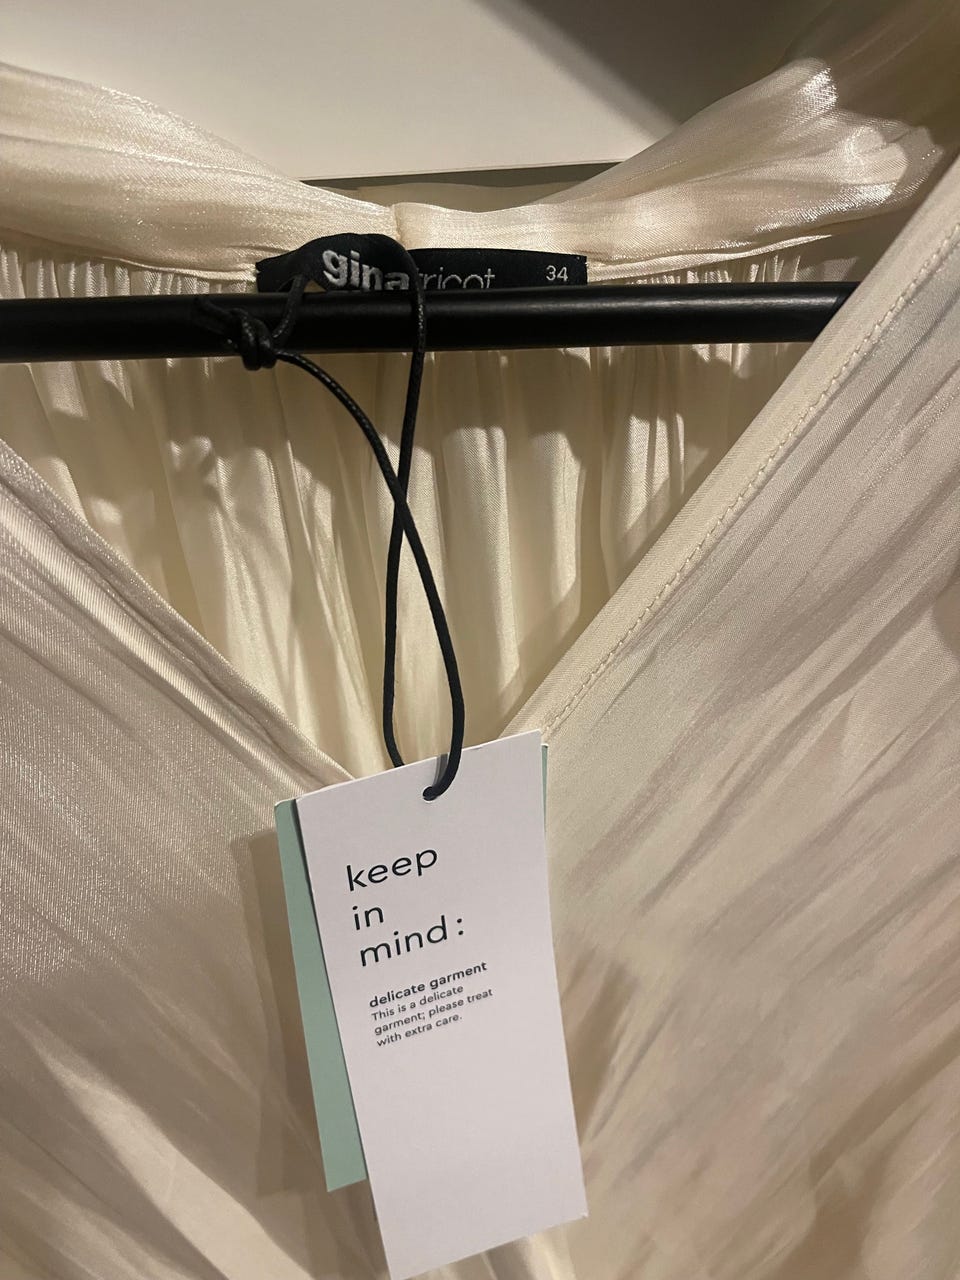 gina tricot 34
keep
in
mind:
delicate garment
This is a delicate
garment; please treat
with extra care.